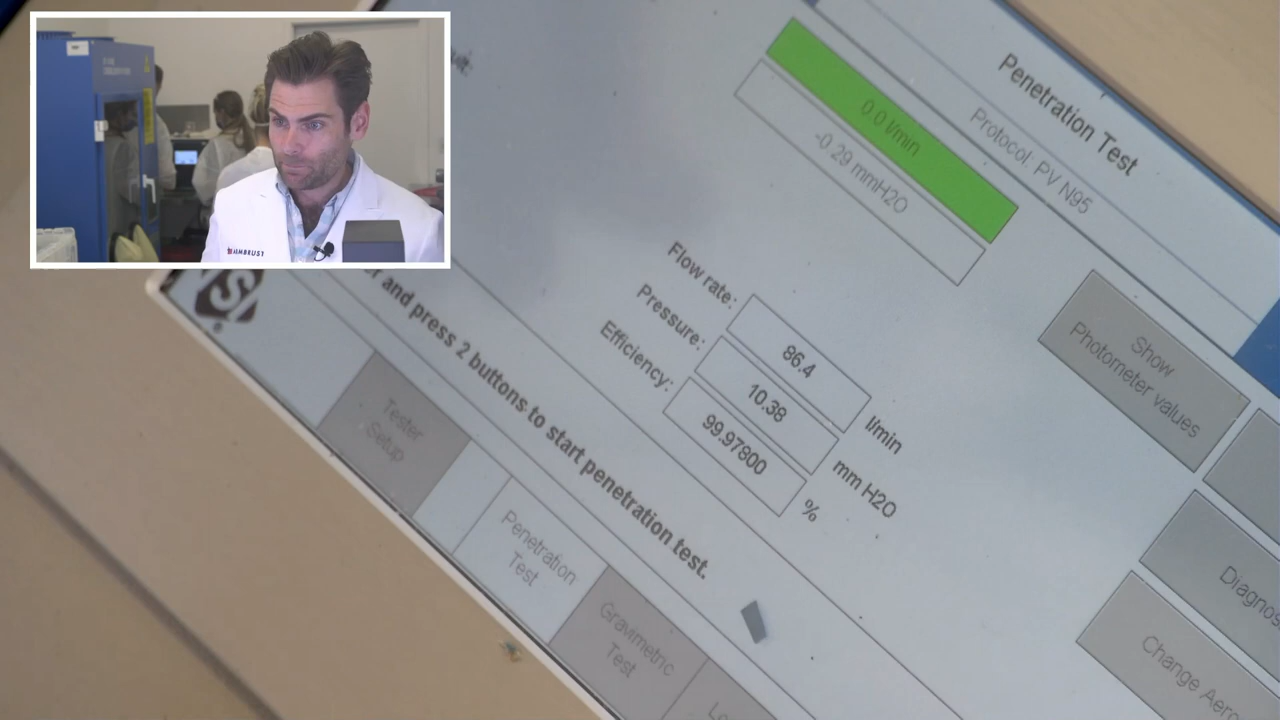 Penetration Test
Protocol: PV N95
0.0 l/min
-0.29 mmH2O
Flow rate:
86.4
l/min
Pressure:
10.38
mm H2O
Efficiency:
99.97800
%
Show
Photometer values
and press 2 buttons to start penetration test.
Tester
Setup
Penetration
Test
Gravimetric
Test
Change
ARMBRUST